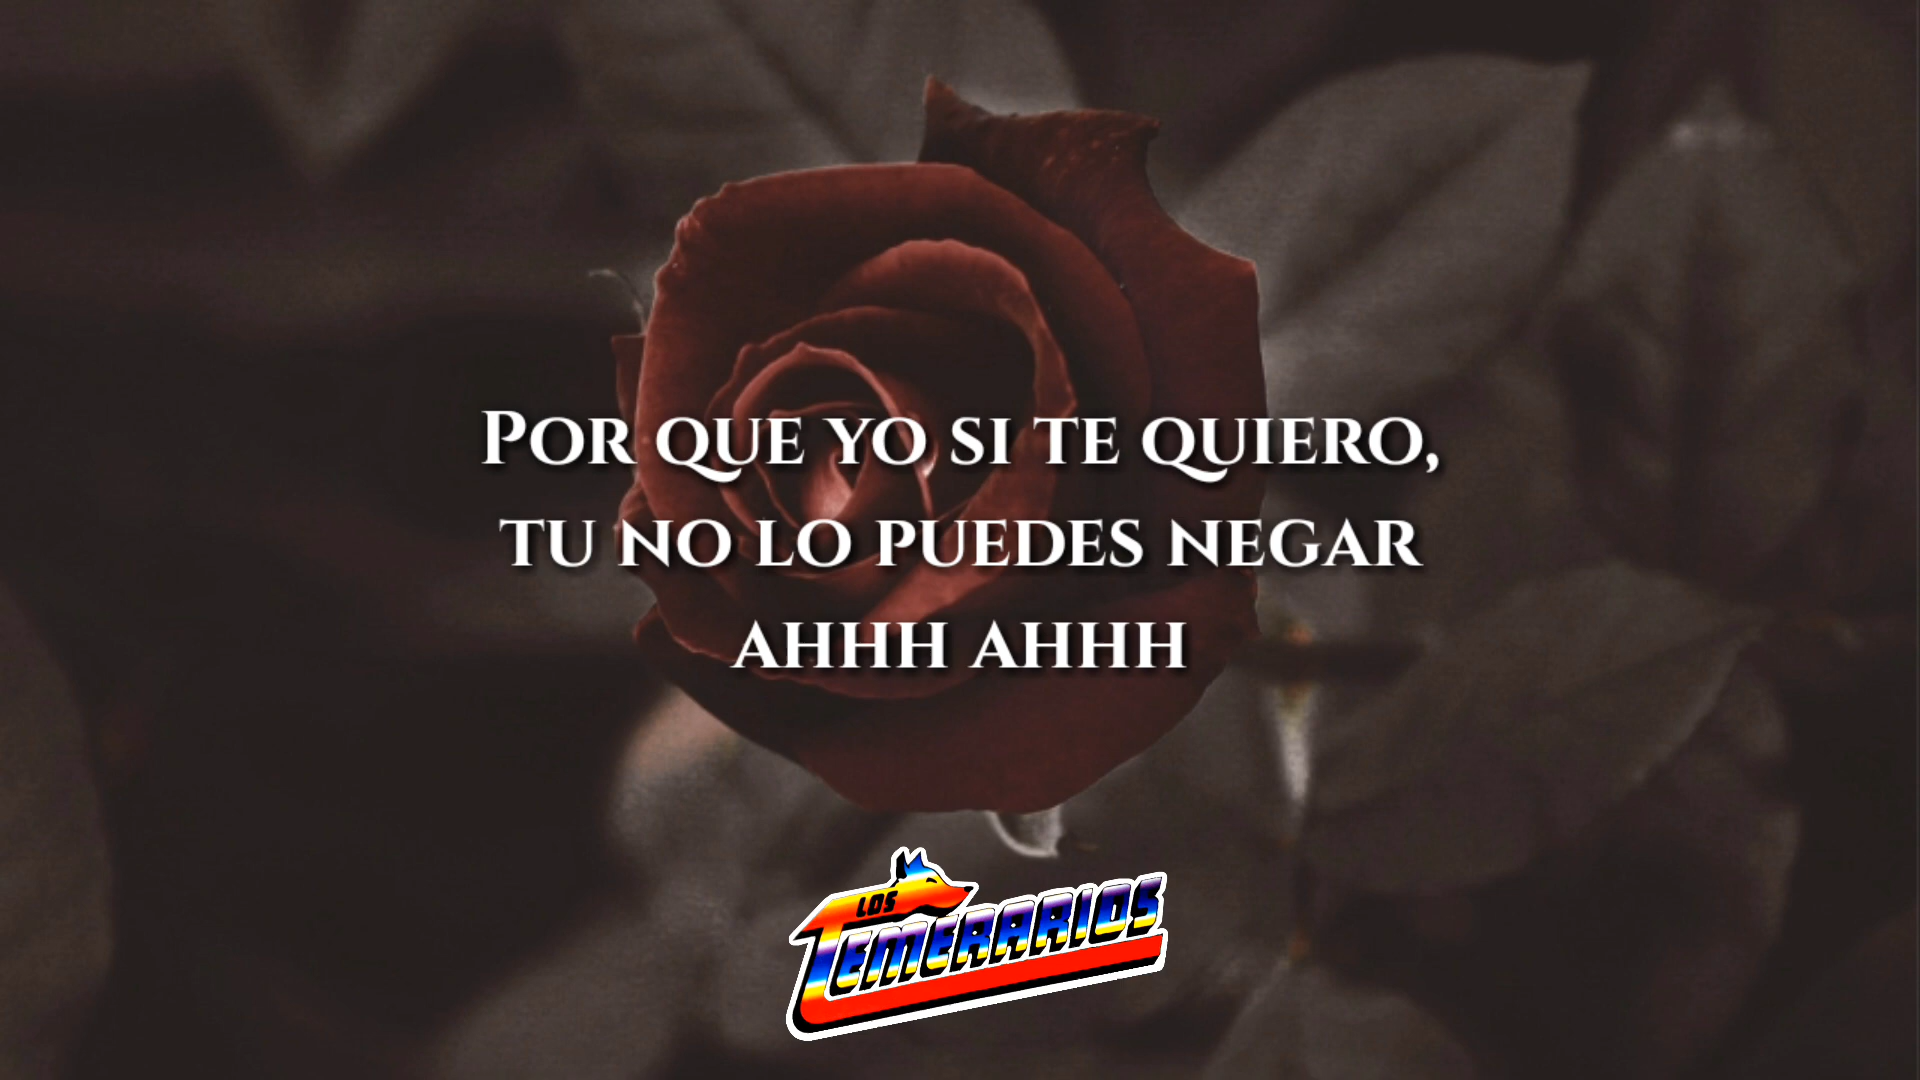 Por que yo si te quiero,
tu no lo puedes negar
ahhh ahhh
LOS
TEMERARIOS